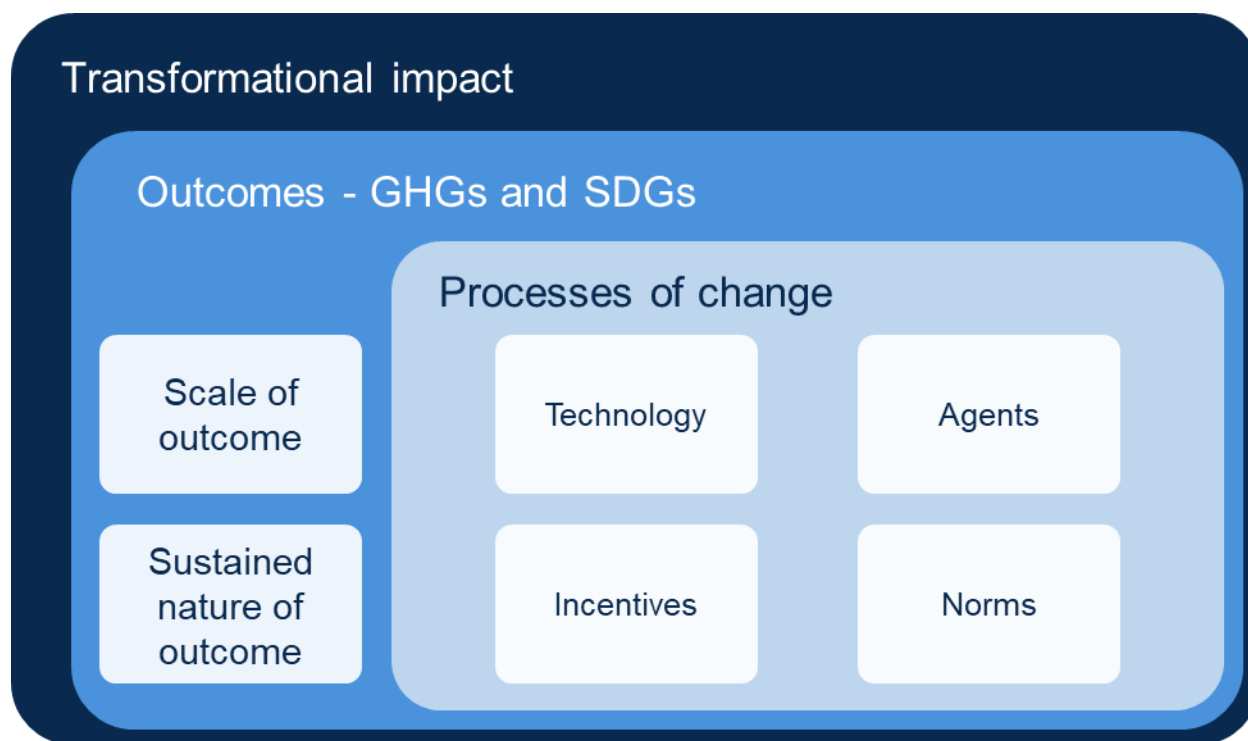 Transformational impact
Outcomes - GHGs and SDGs
Processes of change
Scale of
outcome
Technology
Agents
Sustained
nature of
outcome
Incentives
Norms